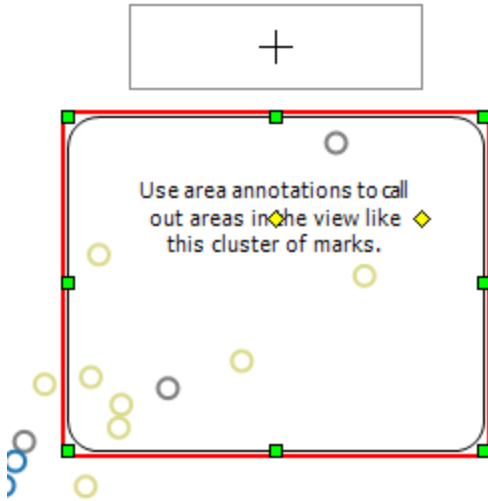 Use area annotations to call
out areas in the view like
this cluster of marks.